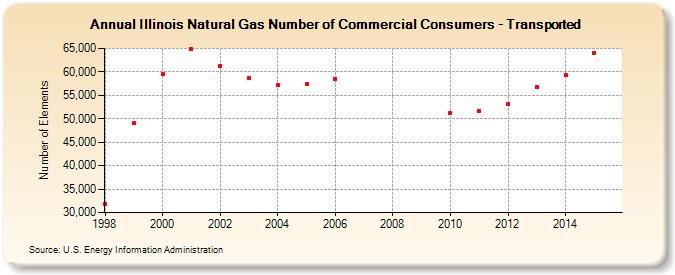 Annual Illinois Natural Gas Number of Commercial Consumers - Transported
Number of Elements
65,000
60,000
55,000
50,000
45,000
40,000
35,000
30,000
1998 2000 2002 2004 2006 2008 2010 2012 2014
Source: U.S. Energy Information Administration